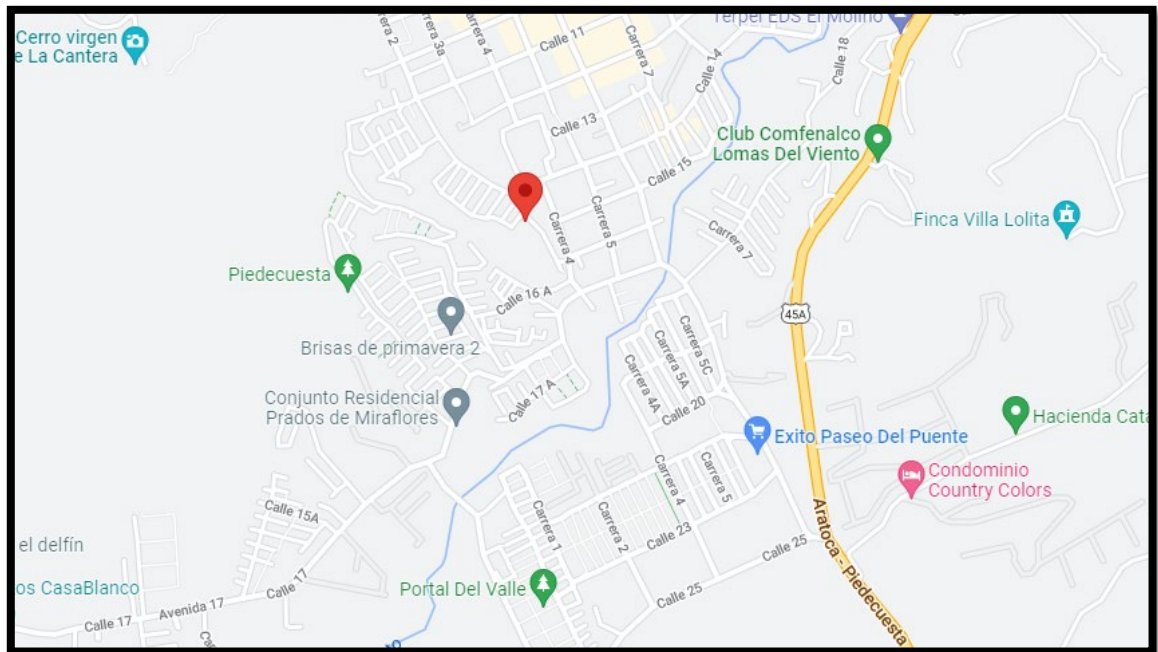 Terpel EDS El Molino
Cerro virgen
e La Cantera
Carrera 2
Carrera 3a
Carrera 4
Calle 11
Carrera 7
Calle 14
Calle 18
Calle 13
Club Comfenalco
Lomas Del Viento
Calle 15
Carrera 4
Carrera 5
Carrera 7
Finca Villa Lolita
Piedecuesta
Calle 16 A
45A
Brisas de primavera 2
Carrera 5C
Carrera 5A
Carrera 4A
Conjunto Residencial
Prados de Miraflores
Calle 17 A
Calle 20
Hacienda Cata
Exito Paseo Del Puente
Condominio
Country Colors
Carrera 4
Carrera 5
Calle 15A
Carrera 1
Carrera 2
Calle 23
Aratoca - Piedecuesta
el delfín
Calle 25
os CasaBlanco
Calle 17
Portal Del Valle
Calle 25
Avenida 17
Calle 17